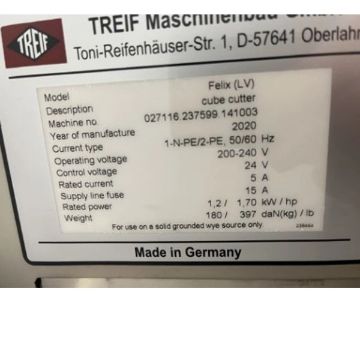 TREIF
TREIF Maschinenbau GmbH
Toni-Reifenhäuser-Str. 1, D-57641 Oberlahr
Model Felix (LV)
Description cube cutter
Machine no. 027116.237599.141003
Year of manufacture 2020
Current type 1-N-PE/2-PE, 50/60 Hz
Operating voltage 200-240 V
Control voltage 24 V
Rated current 5 A
Supply line fuse 15 A
Rated power 1,2 / 1,70 kW / hp
Weight 180 / 397 daN(kg) / lb
For use on a solid grounded wye source only
Made in Germany